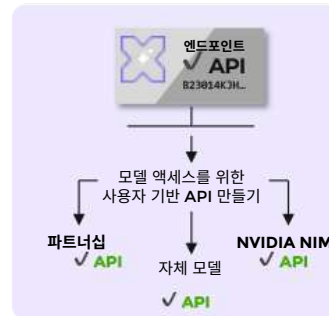 엔드포인트
API
B23014KJH...
모델 액세스를 위한
사용자 기반 API 만들기
파트너십
API
자체 모델
API
NVIDIA NIM
API